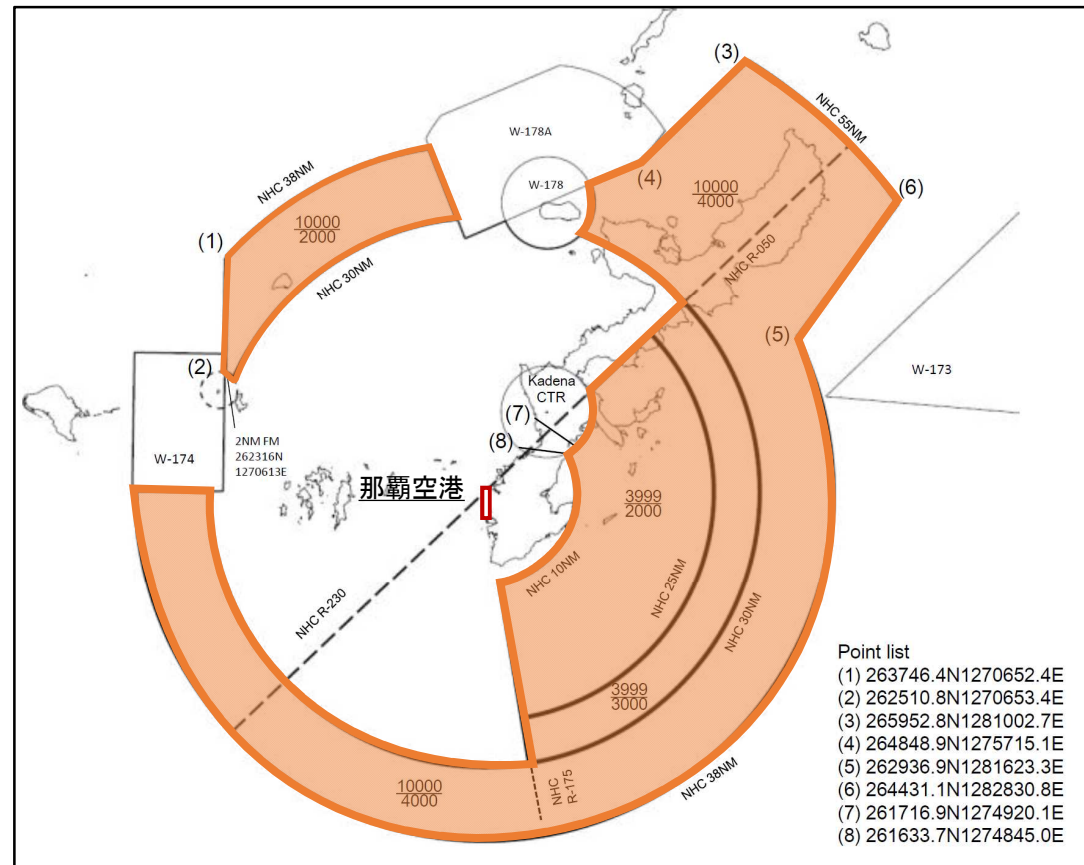 (3)
NHC 55NM
W-178A
NHC 38NM
W-178
(4)
10000
4000
(6)
10000
2000
(1)
NHC 30NM
NHC R-050
(5)
(2)
Kadena
CTR
W-173
(7)
2NM FM
262316N
1270613E
(8)
W-174
那覇空港
3999
2000
NHC 10NM
NHC 25NM
NHC R-230
NHC 30NM
3999
3000
10000
4000
NHC
R-175
NHC 38NM
Point list
(1) 263746.4N1270652.4E
(2) 262510.8N1270653.4E
(3) 265952.8N1281002.7E
(4) 264848.9N1275715.1E
(5) 262936.9N1281623.3E
(6) 264431.1N1282830.8E
(7) 261716.9N1274920.1E
(8) 261633.7N1274845.0E